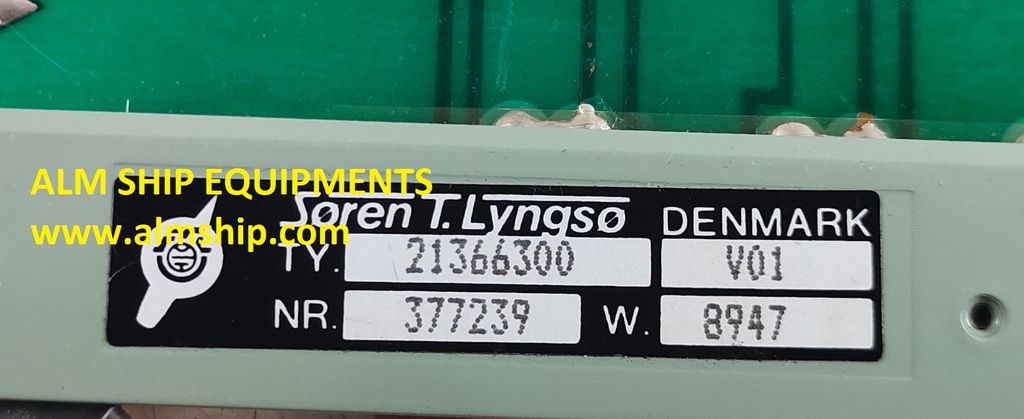 ALM SHIP EQUIPMENTS
www.almship.com
Søren T. Lyngsø DENMARK
TY. 21366300 V01
NR. 377239 W. 8947